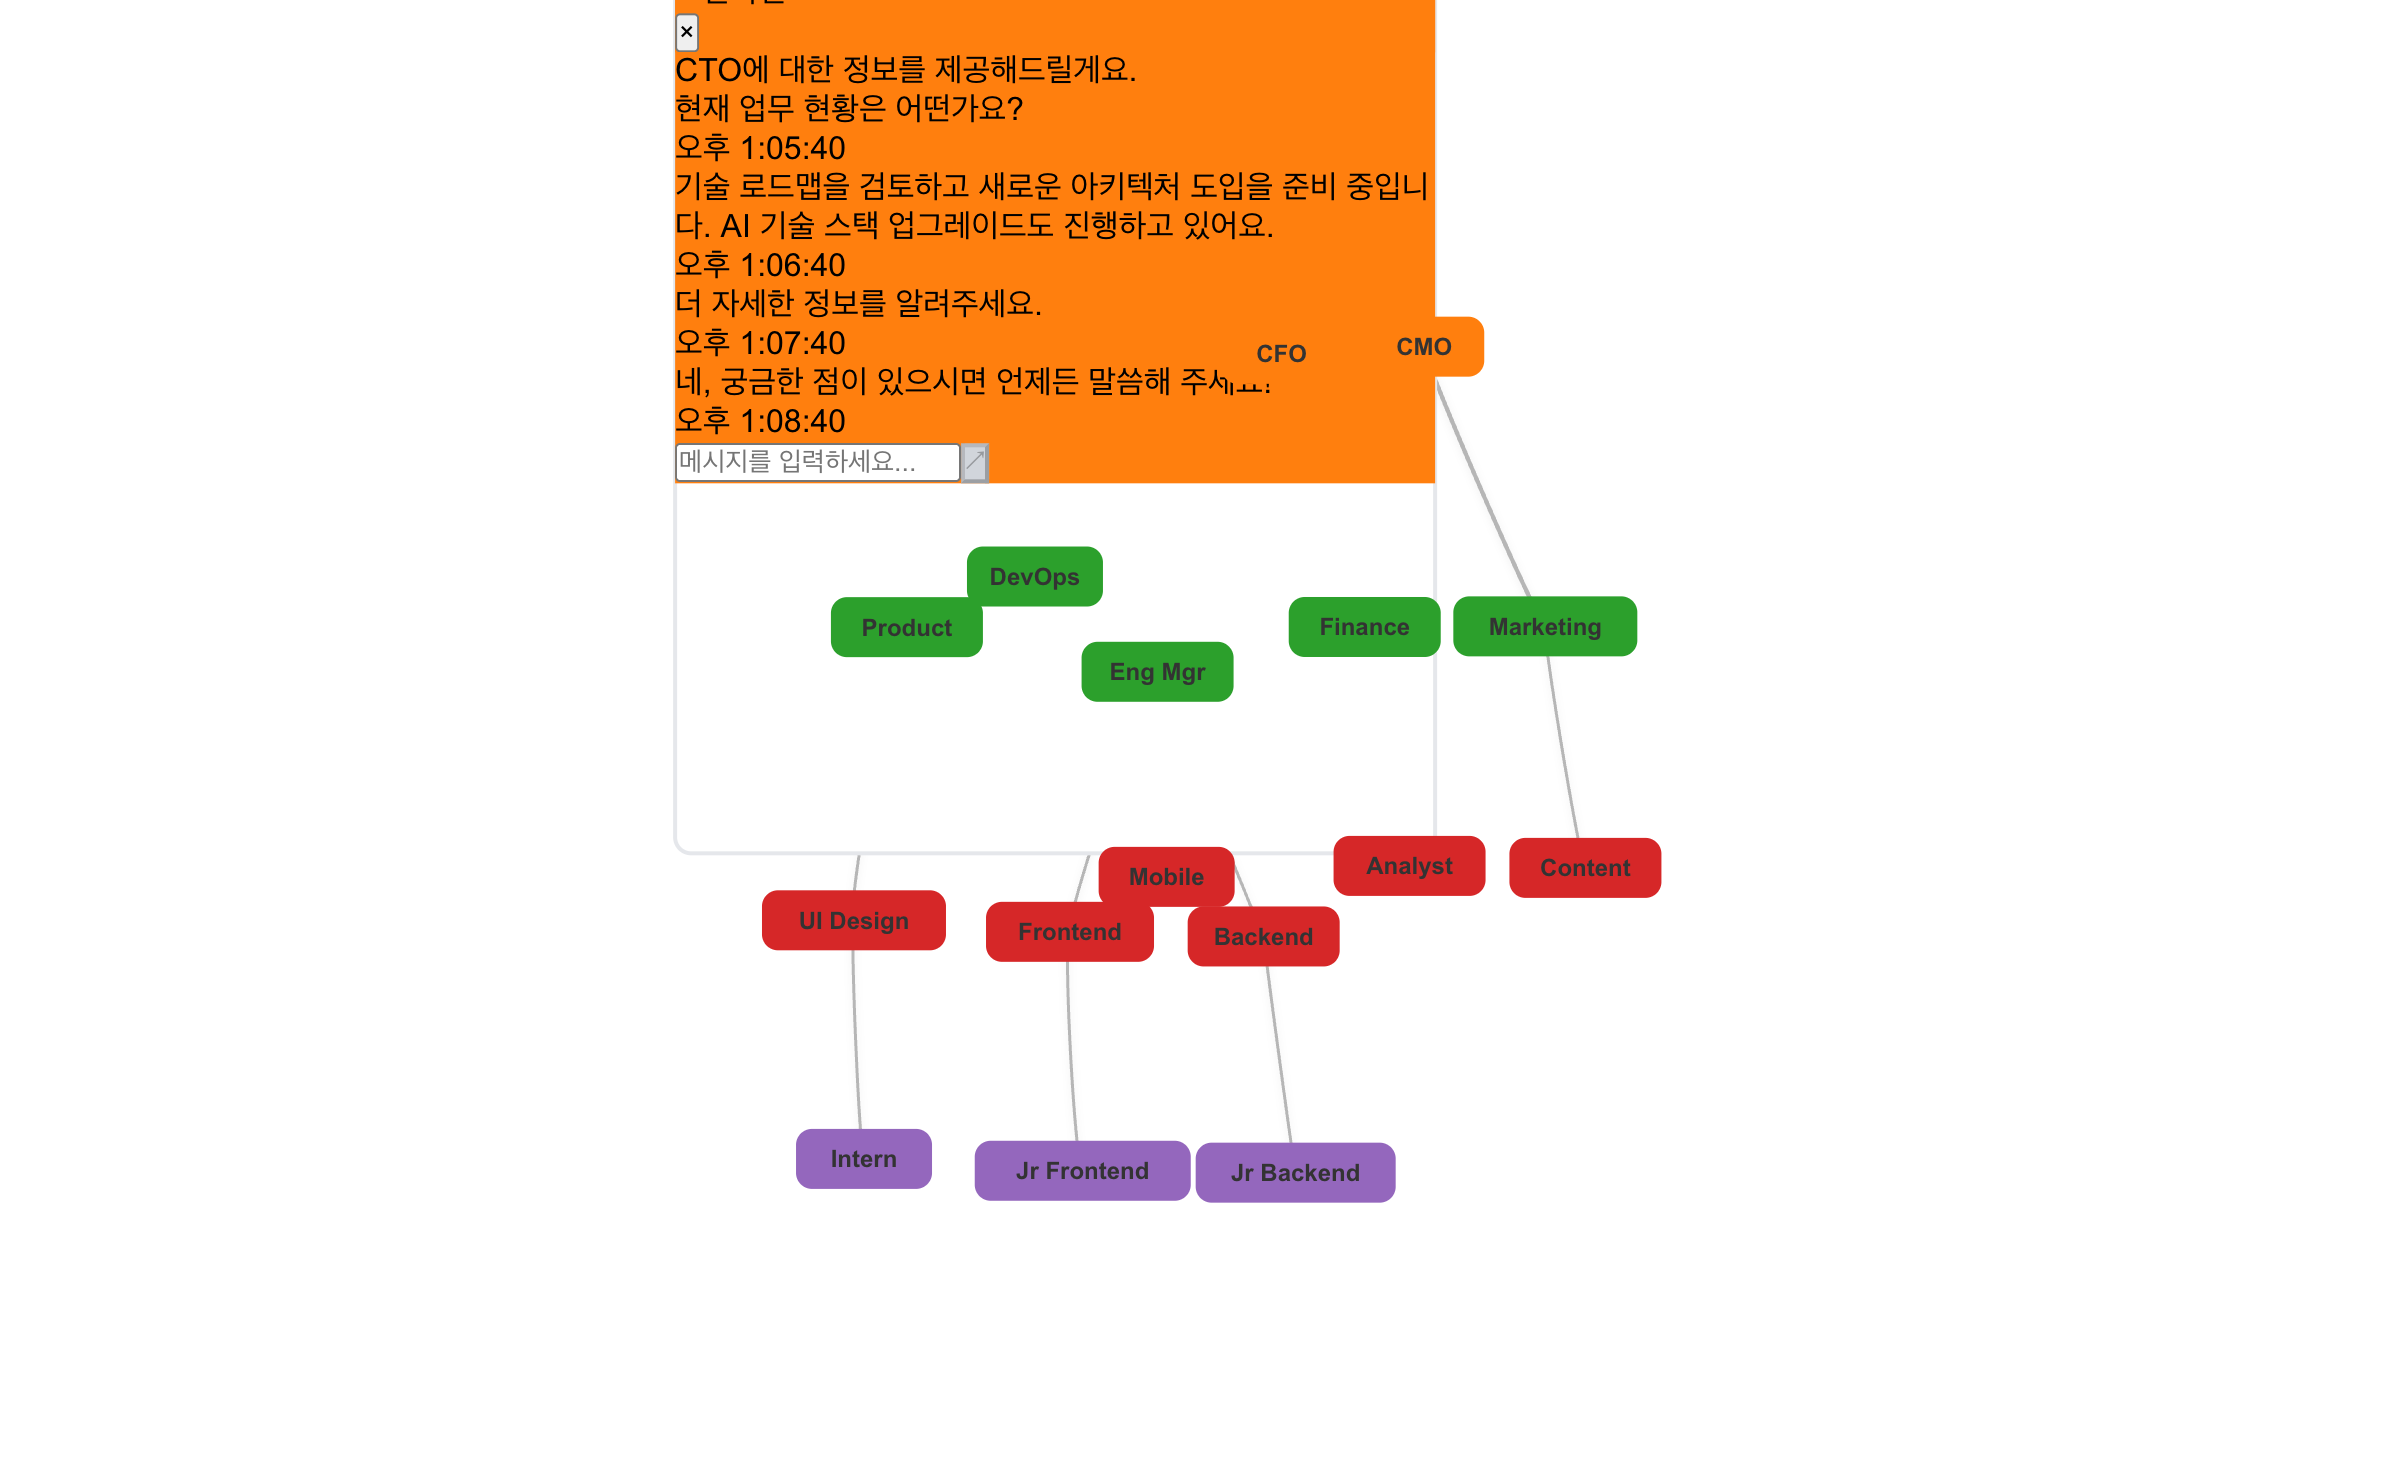 ×
CTO에 대한 정보를 제공해드릴게요.
현재 업무 현황은 어떤가요?
오후 1:05:40
기술 로드맵을 검토하고 새로운 아키텍처 도입을 준비 중입니
다. AI 기술 스택 업그레이드도 진행하고 있어요.
오후 1:06:40
더 자세한 정보를 알려주세요.
오후 1:07:40
CFO
CMO
네, 궁금한 점이 있으시면 언제든 말씀해 주세요!
오후 1:08:40
메시지를 입력하세요...
DevOps
Product
Finance
Marketing
Eng Mgr
Mobile
Analyst
Content
UI Design
Frontend
Backend
Intern
Jr Frontend
Jr Backend